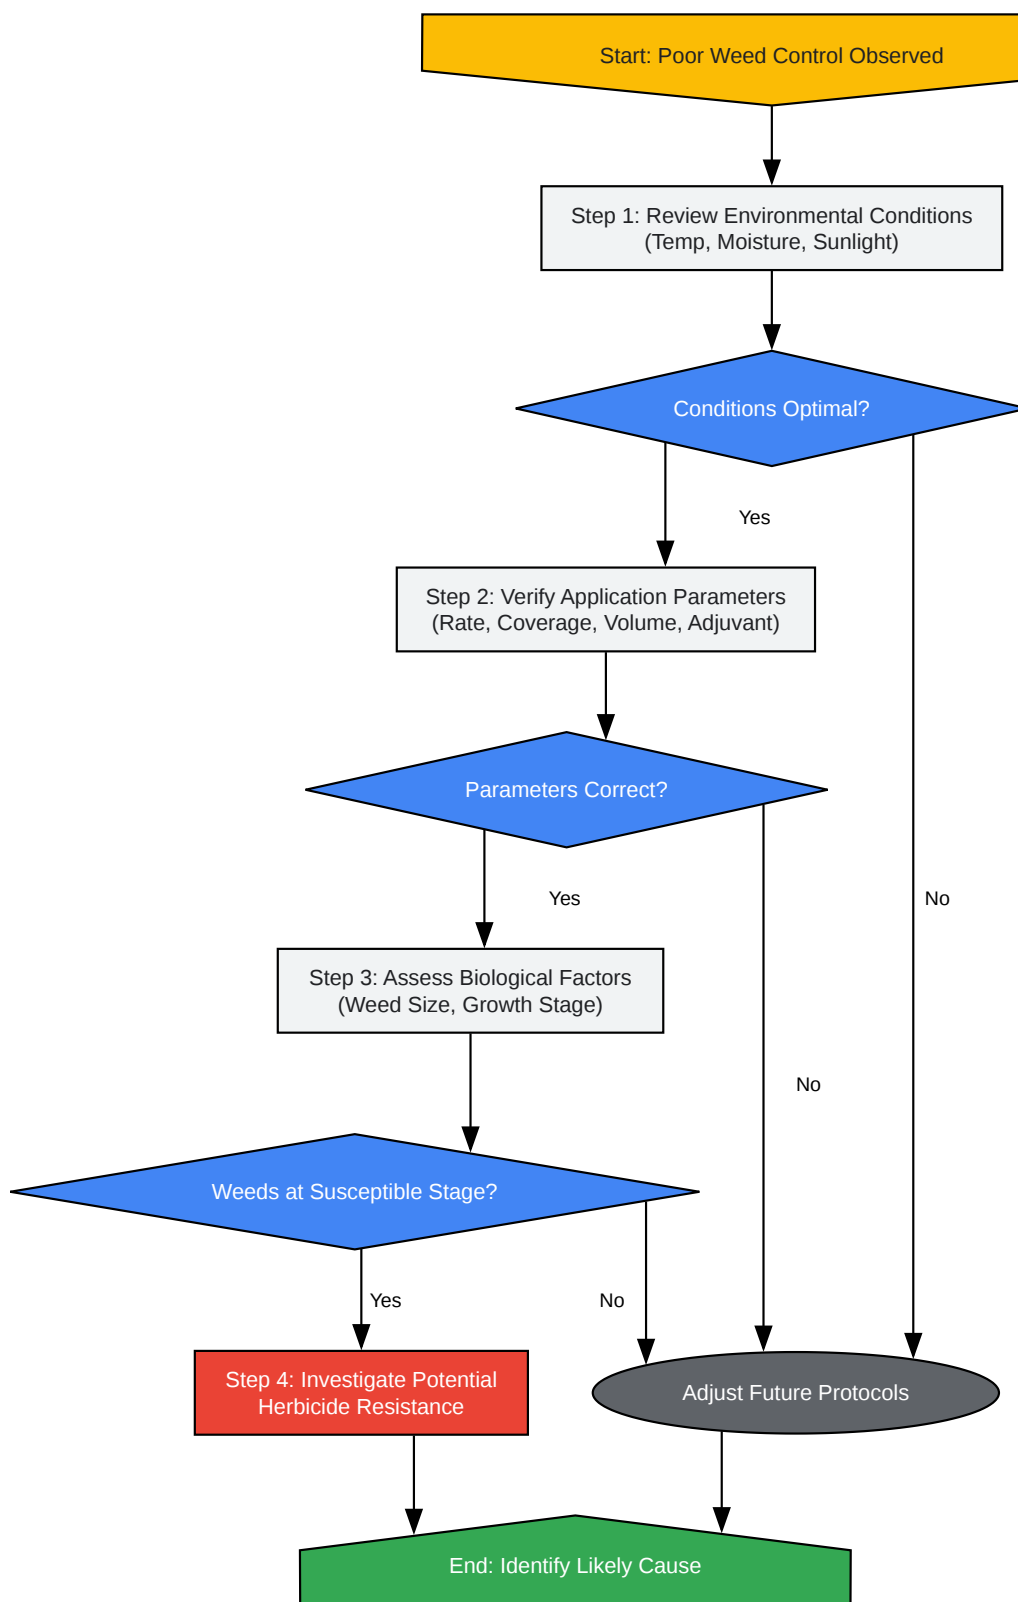 Start: Poor Weed Control Observed
Step 1: Review Environmental Conditions
(Temp, Moisture, Sunlight)
Conditions Optimal?
Yes
Step 2: Verify Application Parameters
(Rate, Coverage, Volume, Adjuvant)
Parameters Correct?
Yes
No
Step 3: Assess Biological Factors
(Weed Size, Growth Stage)
No
Weeds at Susceptible Stage?
Yes
No
Step 4: Investigate Potential
Herbicide Resistance
Adjust Future Protocols
End: Identify Likely Cause